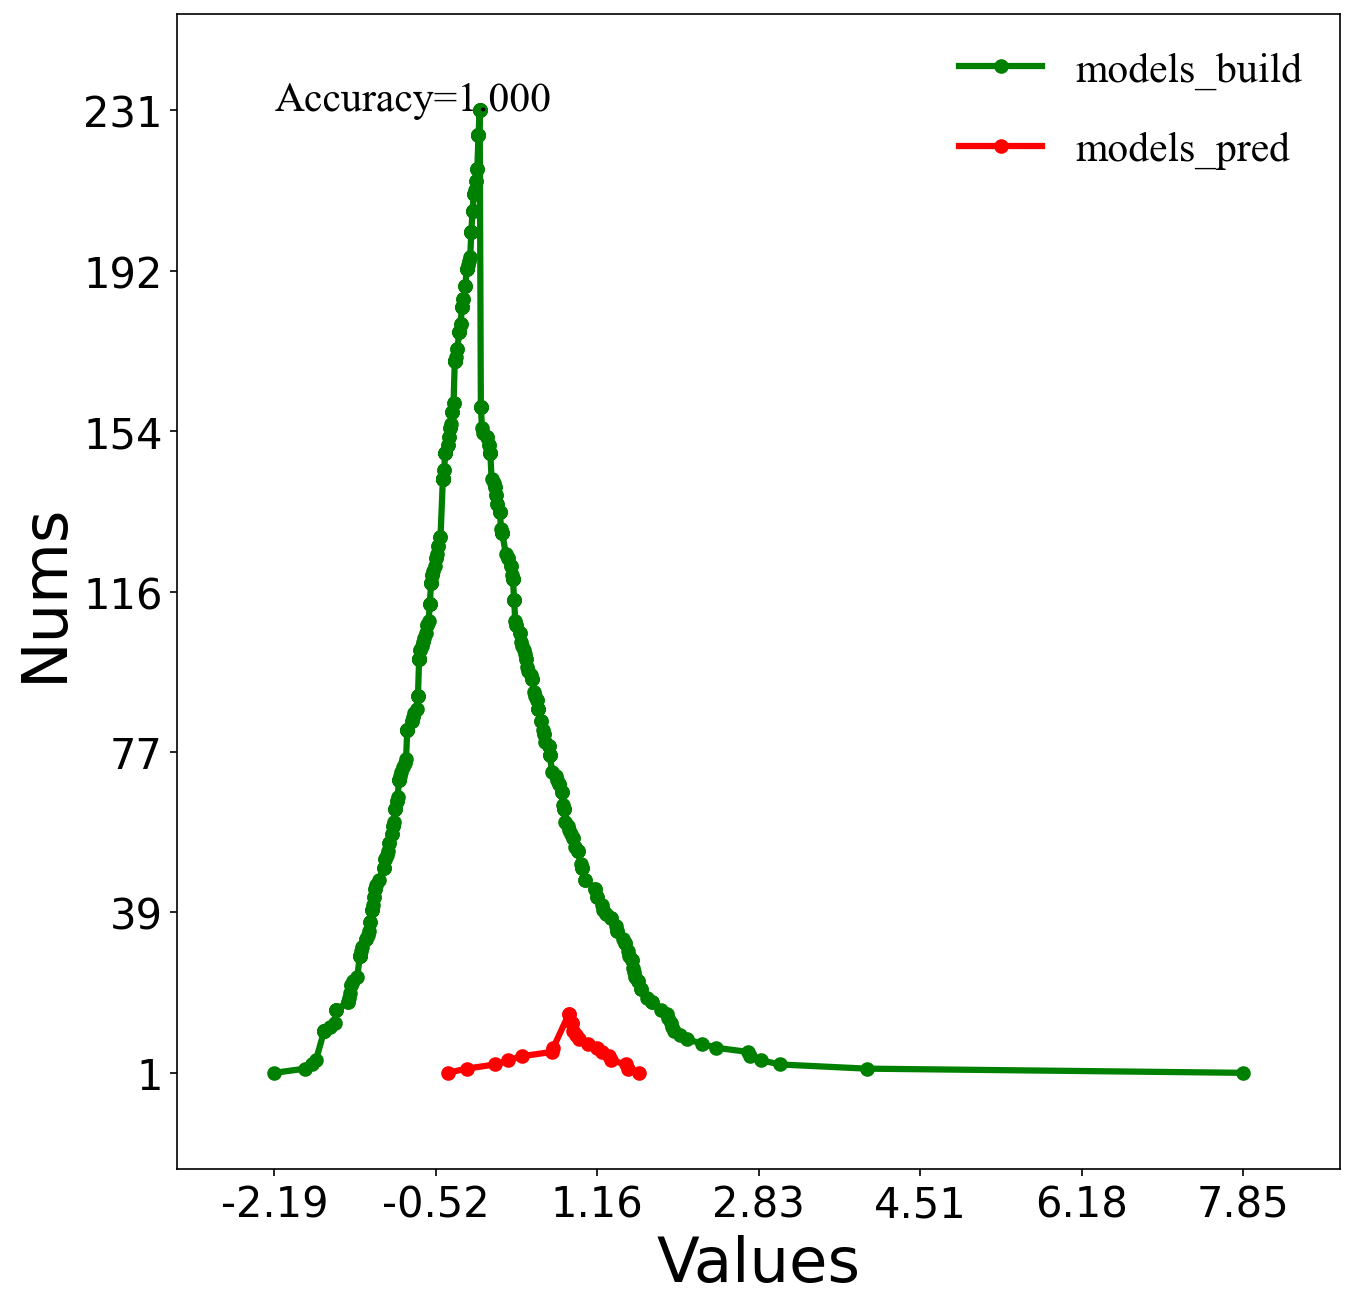 models_build
models_pred
Accuracy=1.000
231
192
154
116
77
39
1
Nums
-2.19 -0.52 1.16 2.83 4.51 6.18 7.85
Values